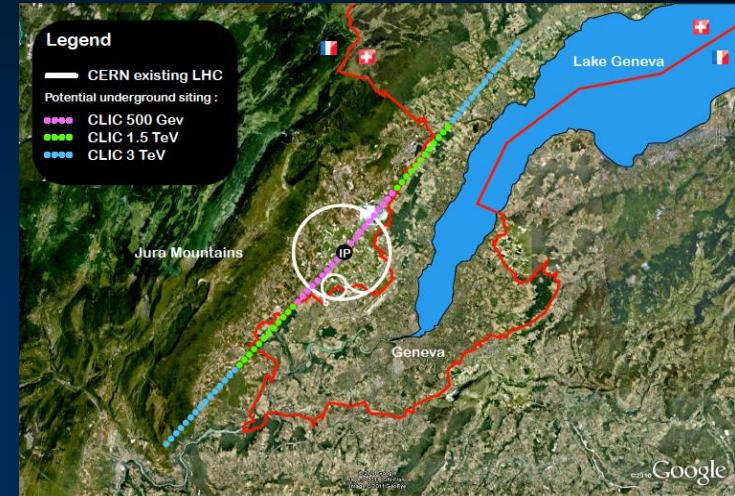 Legend
CERN existing LHC
Potential underground siting :
CLIC 500 Gev
CLIC 1.5 TeV
CLIC 3 TeV
Lake Geneva
Jura Mountains
IP
Geneva
©2010 Google